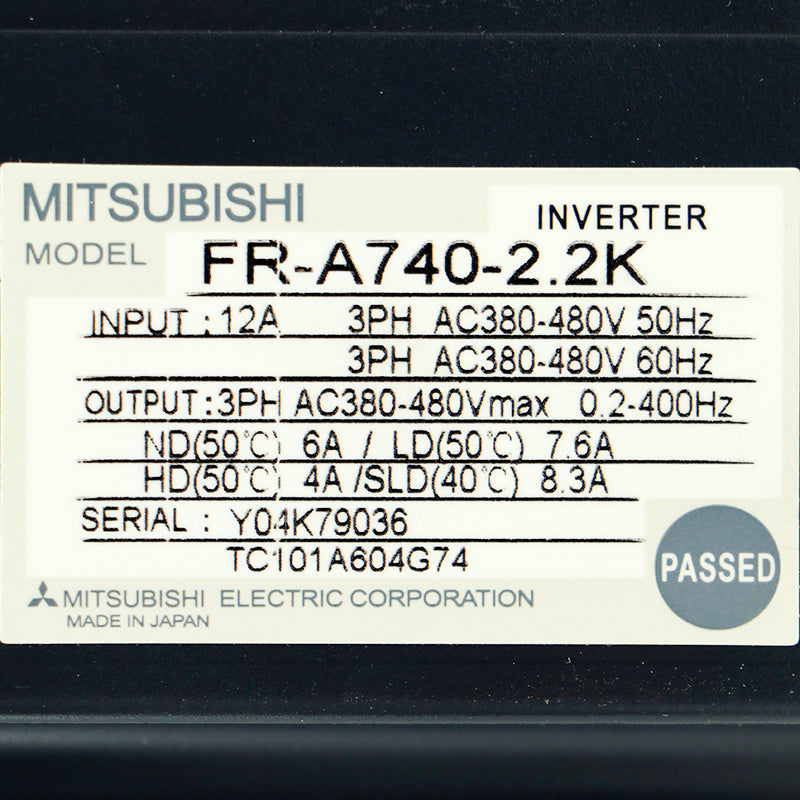 MITSUBISHI
INVERTER
MODEL FR-A740-2.2K
INPUT : 12A 3PH AC380-480V 50Hz
3PH AC380-480V 60Hz
OUTPUT : 3PH AC380-480Vmax 0.2-400Hz
ND(50℃) 6A / LD(50℃) 7.6A
HD(50℃) 4A /SLD(40℃) 8.3A
SERIAL : Y04K79036
TC101A604G74
PASSED
MITSUBISHI ELECTRIC CORPORATION
MADE IN JAPAN